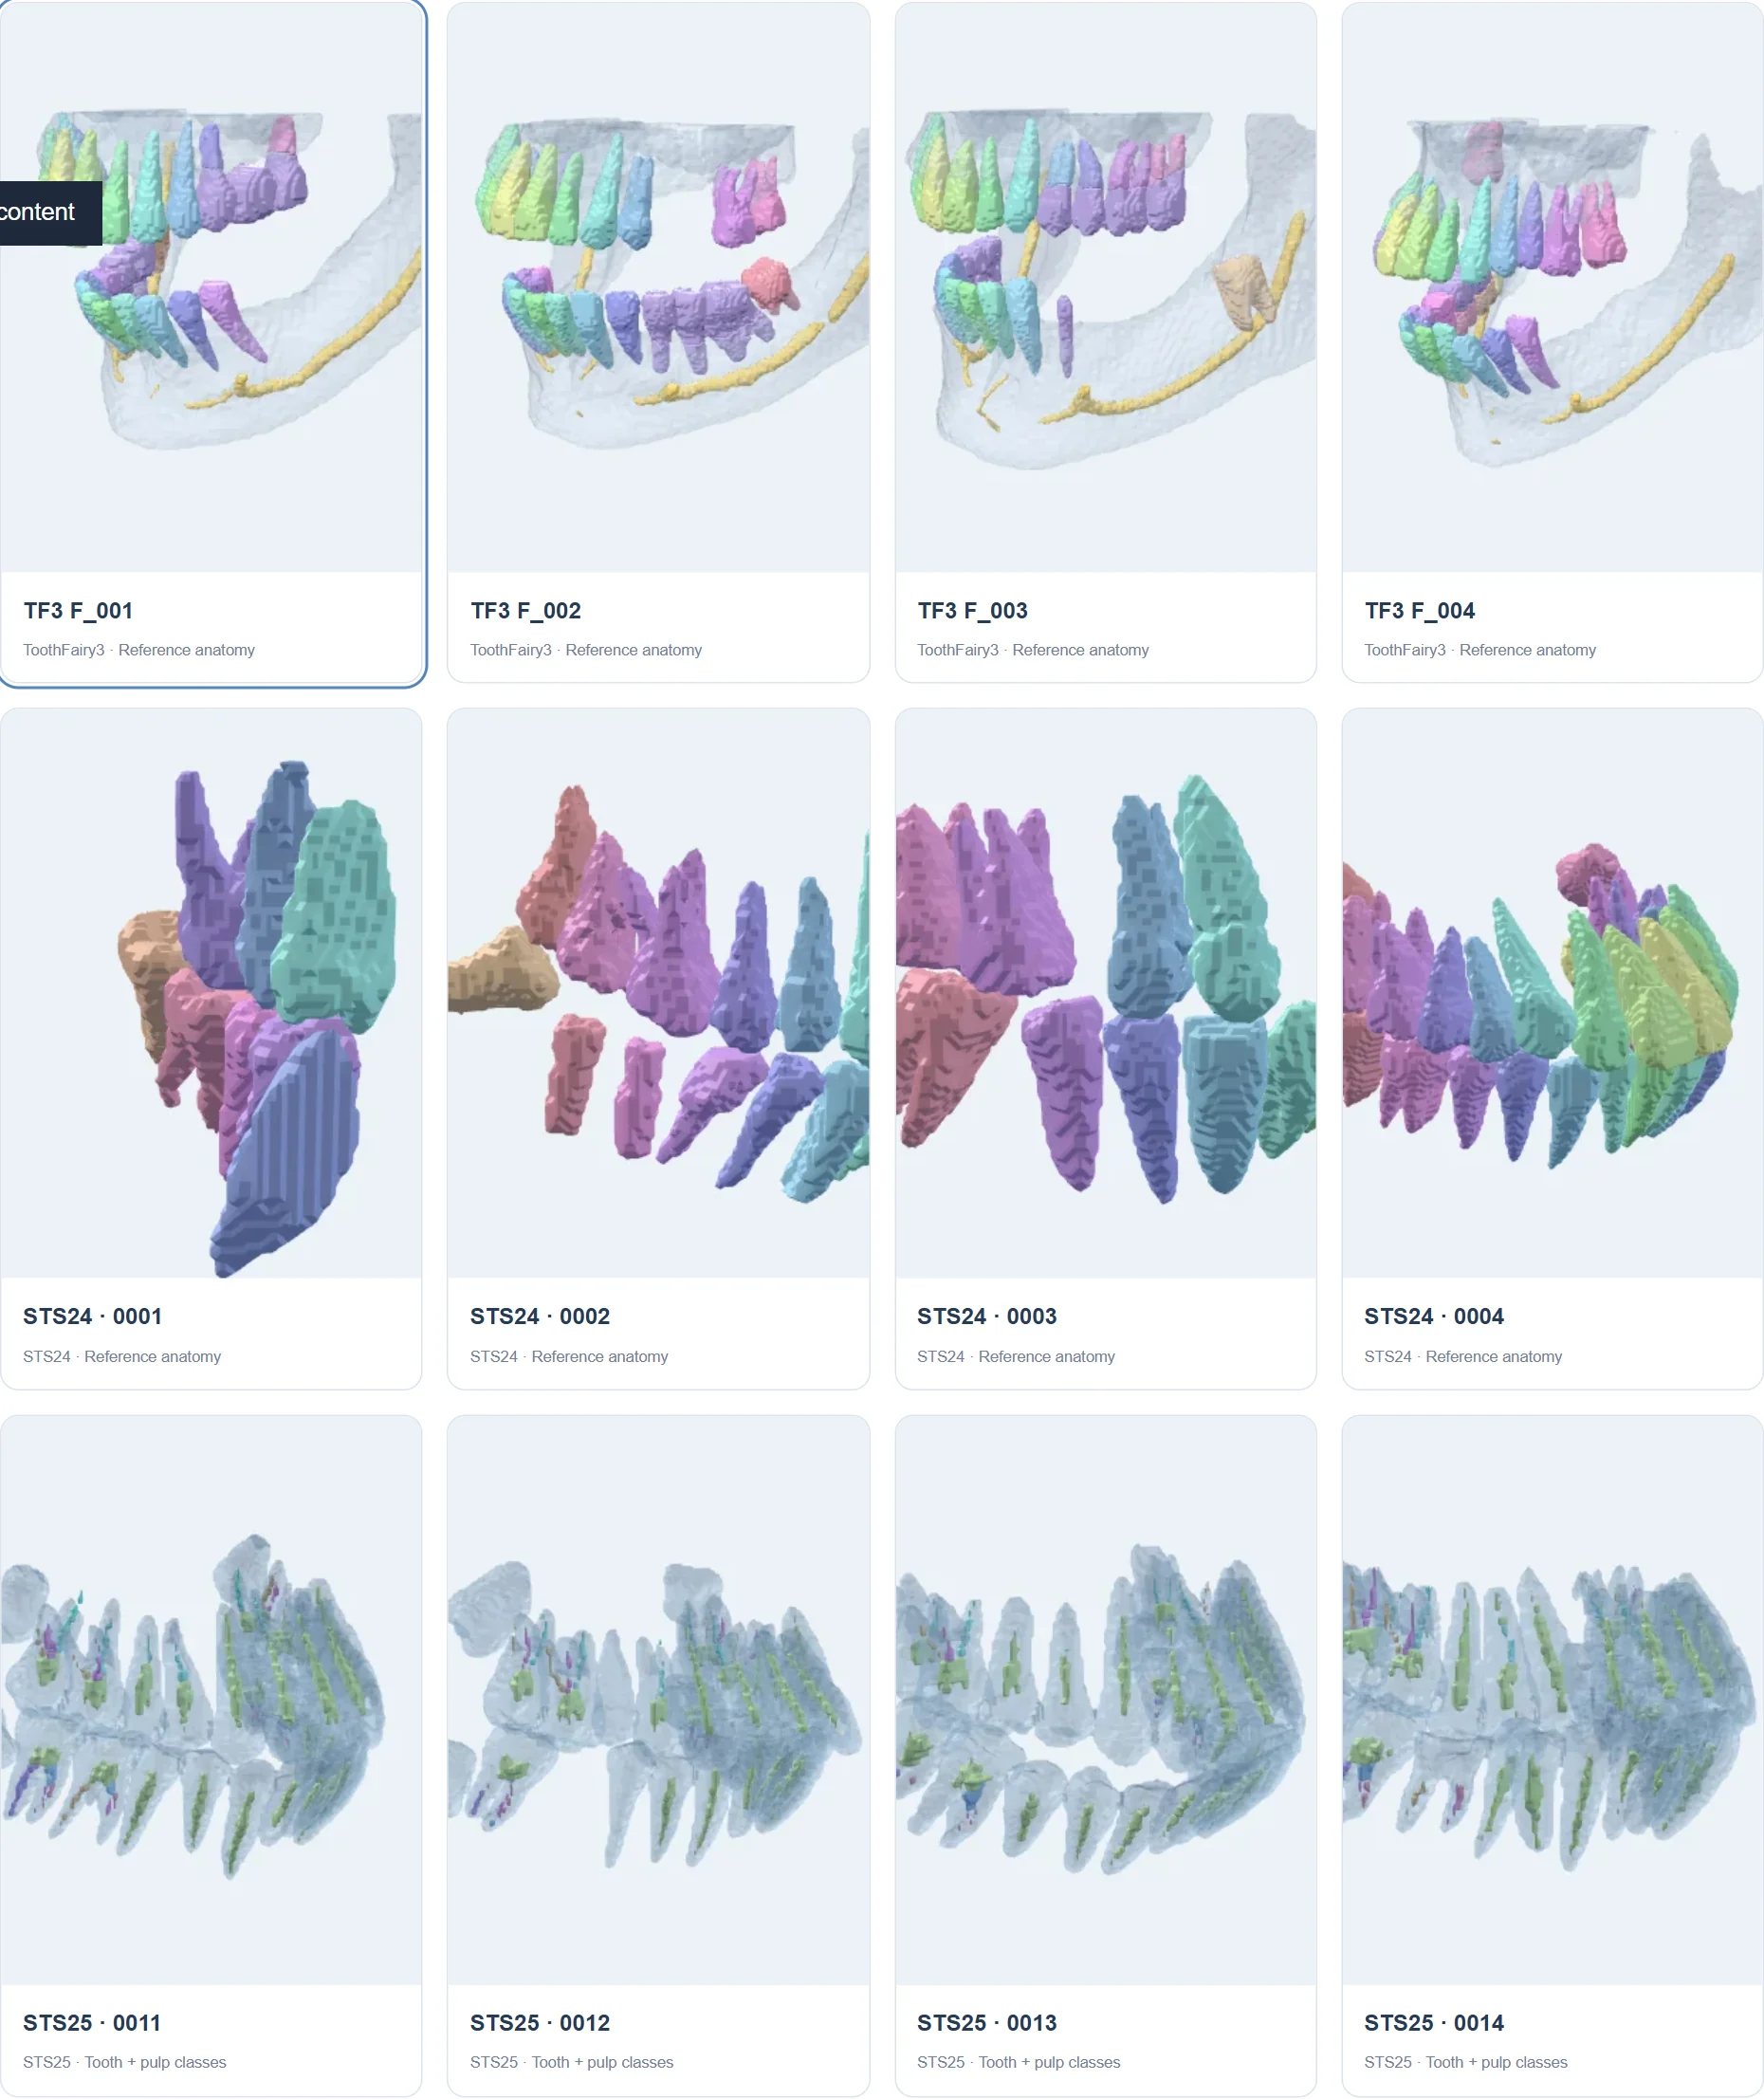 content
TF3 F_001
ToothFairy3 · Reference anatomy
TF3 F_002
ToothFairy3 · Reference anatomy
TF3 F_003
ToothFairy3 · Reference anatomy
TF3 F_004
ToothFairy3 · Reference anatomy
STS24 · 0001
STS24 · Reference anatomy
STS24 · 0002
STS24 · Reference anatomy
STS24 · 0003
STS24 · Reference anatomy
STS24 · 0004
STS24 · Reference anatomy
STS25 · 0011
STS25 · Tooth + pulp classes
STS25 · 0012
STS25 · Tooth + pulp classes
STS25 · 0013
STS25 · Tooth + pulp classes
STS25 · 0014
STS25 · Tooth + pulp classes